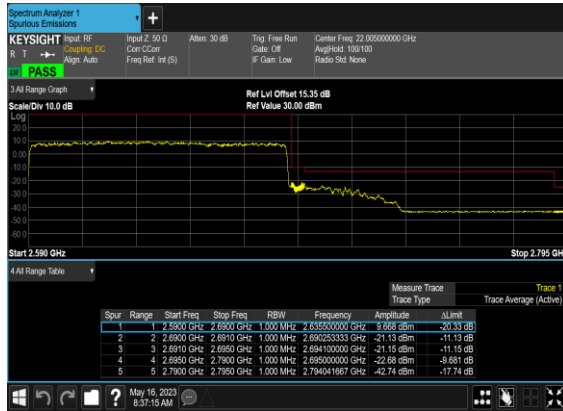 Spectrum Analyzer 1
Spurious Emissions
+
KEYSIGHT Input: RF Input Z: 50 Ω Atten: 30 dB Trig: Free Run Center Freq: 22.005000000 GHz
R T Coupling: DC Corr CCorr Gate: Off Avg|Hold: 100/100
Align: Auto Freq Ref: Int (S) IF Gain: Low Radio Std: None
PASS
3 All Range Graph
Ref Lvl Offset 15.35 dB
Scale/Div 10.0 dB Ref Value 30.00 dBm
Log
20.0
10.0
0.00
-10.0
-20.0
-30.0
-40.0
-50.0
-60.0
Start 2.590 GHz Stop 2.795 GH
4 All Range Table
Measure Trace Trace 1
Trace Type Trace Average (Active)
Spur Range Start Freq Stop Freq RBW Frequency Amplitude ΔLimit
1 1 2.5900 GHz 2.6900 GHz 1.000 MHz 2.635500000 GHz 9.668 dBm -20.33 dB
2 2 2.6900 GHz 2.6910 GHz 1.000 MHz 2.690253333 GHz -21.13 dBm -11.13 dB
3 3 2.6910 GHz 2.6950 GHz 1.000 MHz 2.694100000 GHz -21.15 dBm -11.15 dB
4 4 2.6950 GHz 2.7900 GHz 1.000 MHz 2.695000000 GHz -22.68 dBm -9.681 dB
5 5 2.7900 GHz 2.7950 GHz 1.000 MHz 2.794041667 GHz -42.74 dBm -17.74 dB
? May 16, 2023
8:37:15 AM